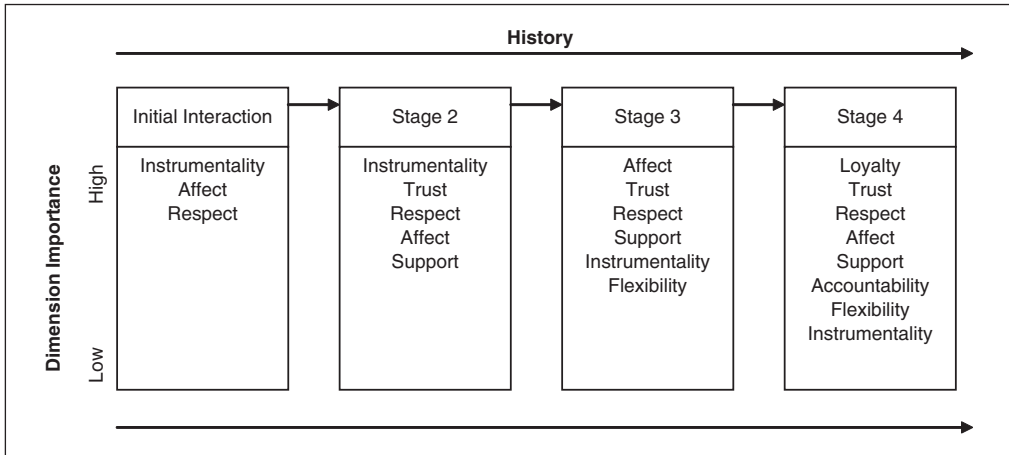 History
Initial Interaction
Instrumentality
Affect
Respect
Stage 2
Instrumentality
Trust
Respect
Affect
Support
Stage 3
Affect
Trust
Respect
Support
Instrumentality
Flexibility
Stage 4
Loyalty
Trust
Respect
Affect
Support
Accountability
Flexibility
Instrumentality
Dimension Importance
High
Low